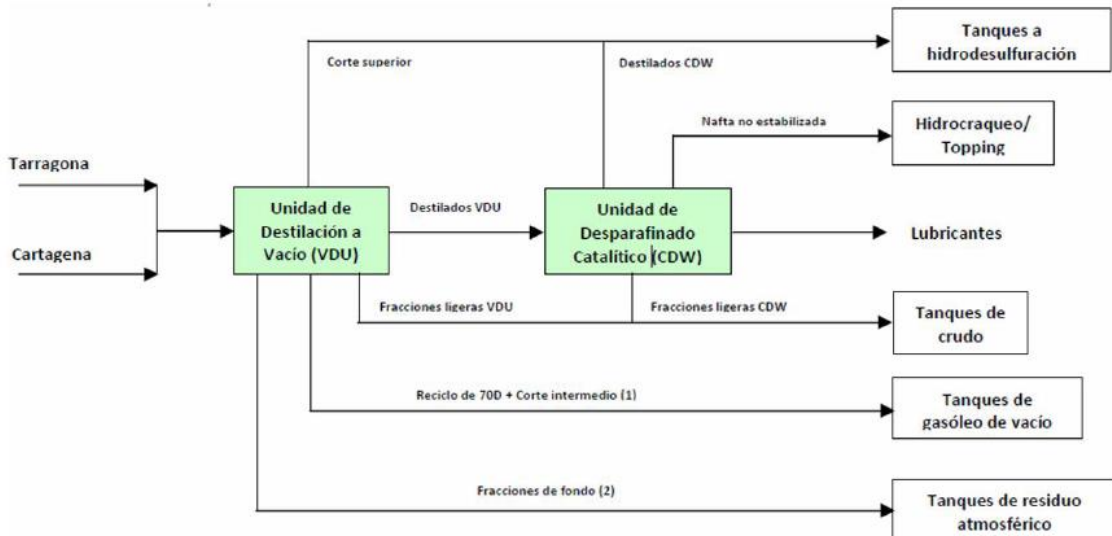 Tanques a
hidrodesulfuración
Corte superior
Destilados CDW
Nafta no estabilizada
Hidrocraqueo/
Topping
Tarragona
Cartagena
Unidad de
Destilación a
Vacío (VDU)
Destilados VDU
Unidad de
Desparafinado
Catalítico (CDW)
Lubricantes
Fracciones ligeras VDU
Fracciones ligeras CDW
Tanques de
crudo
Reciclo de 70D + Corte intermedio (1)
Tanques de
gasóleo de vacío
Fracciones de fondo (2)
Tanques de residuo
atmosférico